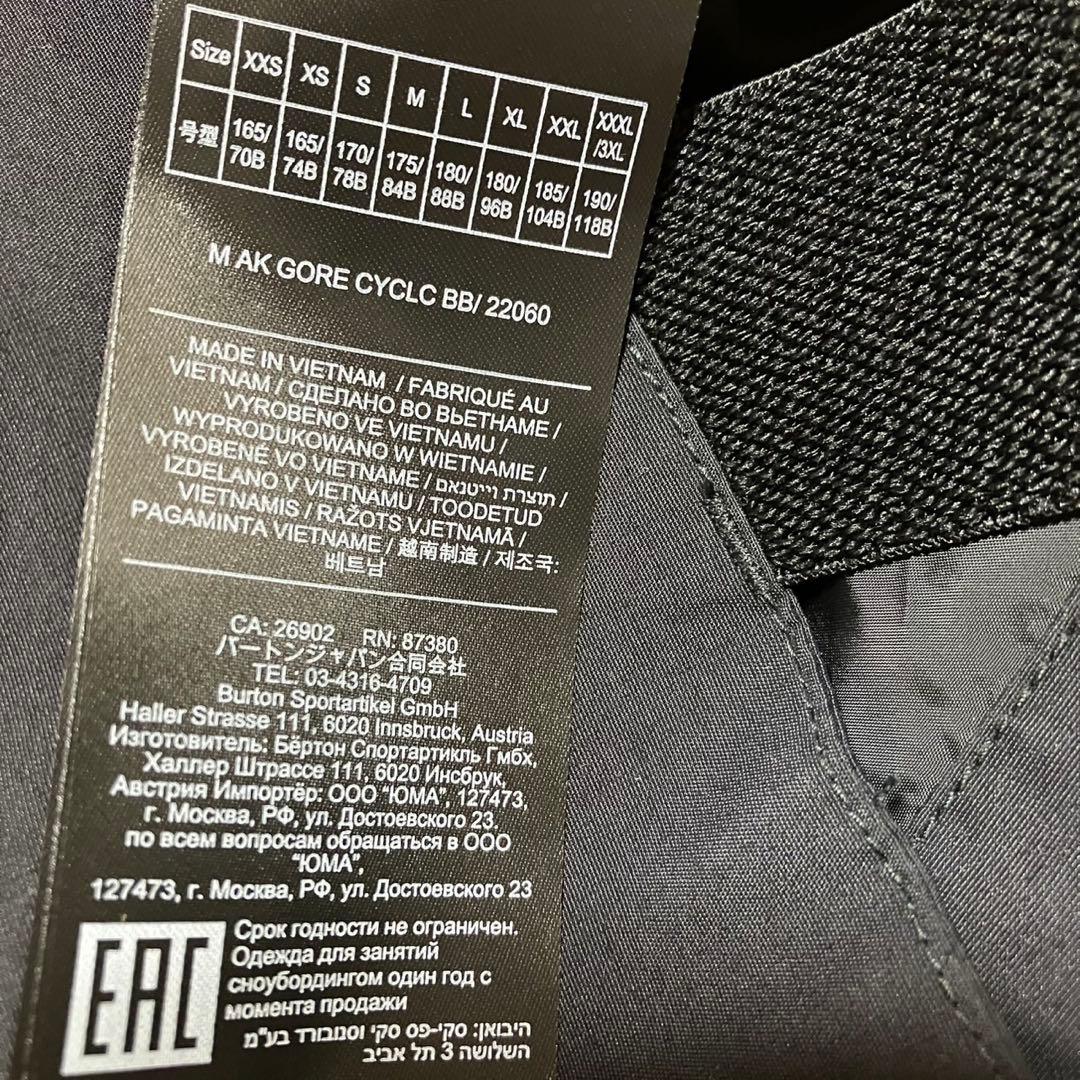 Size XXS XS S M L XL XXL XXXL/3XL
号型 165/70B 165/74B 170/78B 175/84B 180/88B 180/96B 185/104B 190/118B
M AK GORE CYCLC BB/ 22060
MADE IN VIETNAM / FABRIQUÉ AU
VIETNAM / СДЕЛАНО ВО ВЬЕТНАМЕ /
VYROBENO VE VIETNAMU /
WYPRODUKOWANO W WIETNAMIE /
VYROBENÉ VO VIETNAME / תוצרת וייטנאם /
IZDELANO V VIETNAMU / TOODETUD
VIETNAMIS / RAŽOTS VJETNAMĀ /
PAGAMINTA VIETNAME / 越南制造 / 제조국:
베트남
CA: 26902 RN: 87380
バートンジャパン合同会社
TEL: 03-4316-4709
Burton Sportartikel GmbH
Haller Strasse 111, 6020 Innsbruck, Austria
Изготовитель: Бёртон Спортартикль Гмбх,
Халлер Штрассе 111, 6020 Инсбрук,
Австрия Импортёр: ООО "ЮМА", 127473,
г. Москва, РФ, ул. Достоевского 23,
по всем вопросам обращаться в ООО
"ЮМА",
127473, г. Москва, РФ, ул. Достоевского 23
EAC
Срок годности не ограничен.
Одежда для занятий
сноубордингом один год с
момента продажи
היבואן: סקי-פס סקי וסנובורד בע"מ
השלושה 3 תל אביב